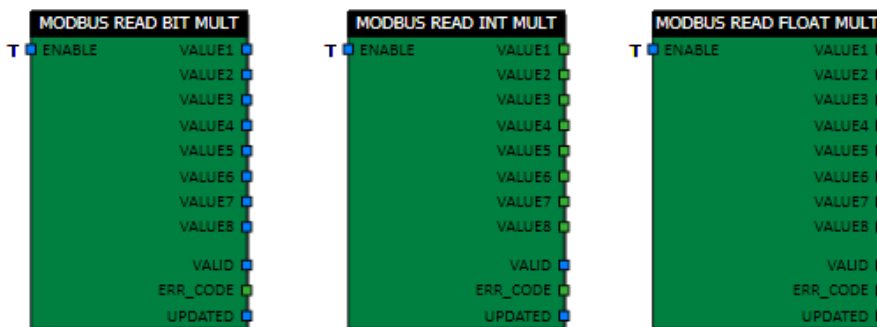 MODBUS READ BIT MULT
T ENABLE VALUE1
VALUE2
VALUE3
VALUE4
VALUE5
VALUE6
VALUE7
VALUE8
VALID
ERR_CODE
UPDATED
MODBUS READ INT MULT
T ENABLE VALUE1
VALUE2
VALUE3
VALUE4
VALUE5
VALUE6
VALUE7
VALUE8
VALID
ERR_CODE
UPDATED
MODBUS READ FLOAT MULT
T ENABLE VALUE1
VALUE2
VALUE3
VALUE4
VALUE5
VALUE6
VALUE7
VALUE8
VALID
ERR_CODE
UPDATED